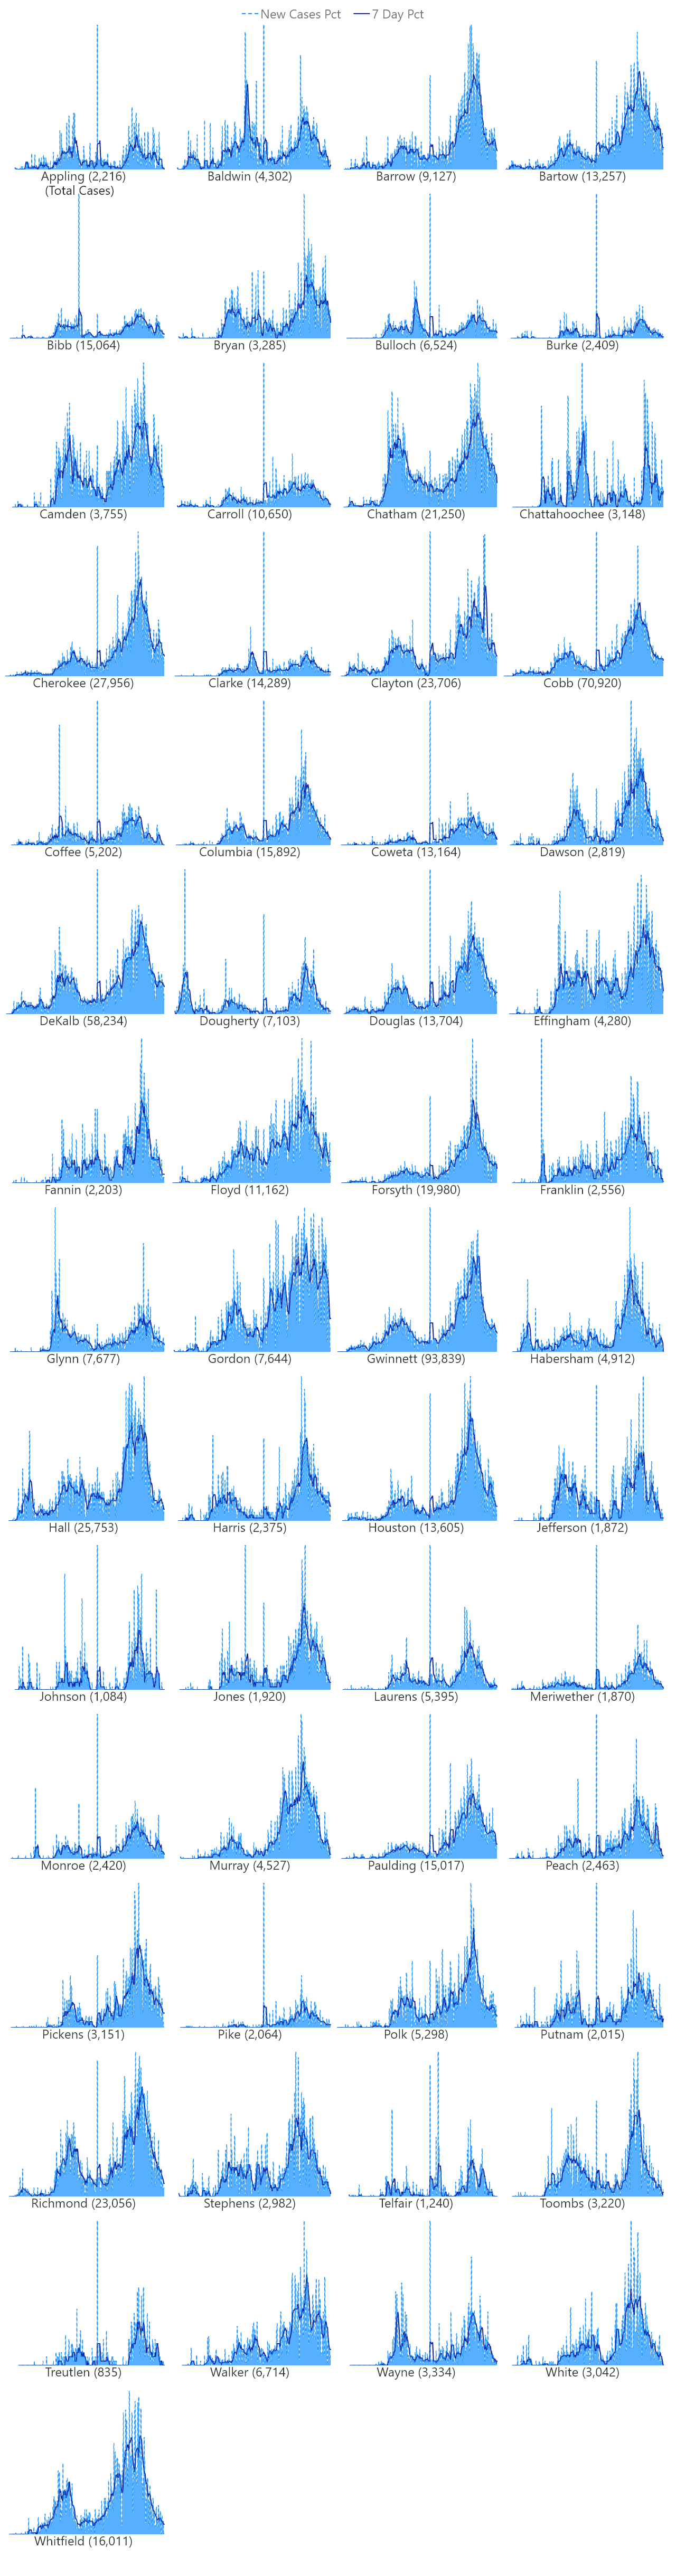 New Cases Pct 7 Day Pct
Appling (2,216) Baldwin (4,302) Barrow (9,127) Bartow (13,257)
(Total Cases)
Bibb (15,064) Bryan (3,285) Bulloch (6,524) Burke (2,409)
Camden (3,755) Carroll (10,650) Chatham (21,250) Chattahoochee (3,148)
Cherokee (27,956) Clarke (14,289) Clayton (23,706) Cobb (70,920)
Coffee (5,202) Columbia (15,892) Coweta (13,164) Dawson (2,819)
DeKalb (58,234) Dougherty (7,103) Douglas (13,704) Effingham (4,280)
Fannin (2,203) Floyd (11,162) Forsyth (19,980) Franklin (2,556)
Glynn (7,677) Gordon (7,644) Gwinnett (93,839) Habersham (4,912)
Hall (25,753) Harris (2,375) Houston (13,605) Jefferson (1,872)
Johnson (1,084) Jones (1,920) Laurens (5,395) Meriwether (1,870)
Monroe (2,420) Murray (4,527) Paulding (15,017) Peach (2,463)
Pickens (3,151) Pike (2,064) Polk (5,298) Putnam (2,015)
Richmond (23,056) Stephens (2,982) Telfair (1,240) Toombs (3,220)
Treutlen (835) Walker (6,714) Wayne (3,334) White (3,042)
Whitfield (16,011)